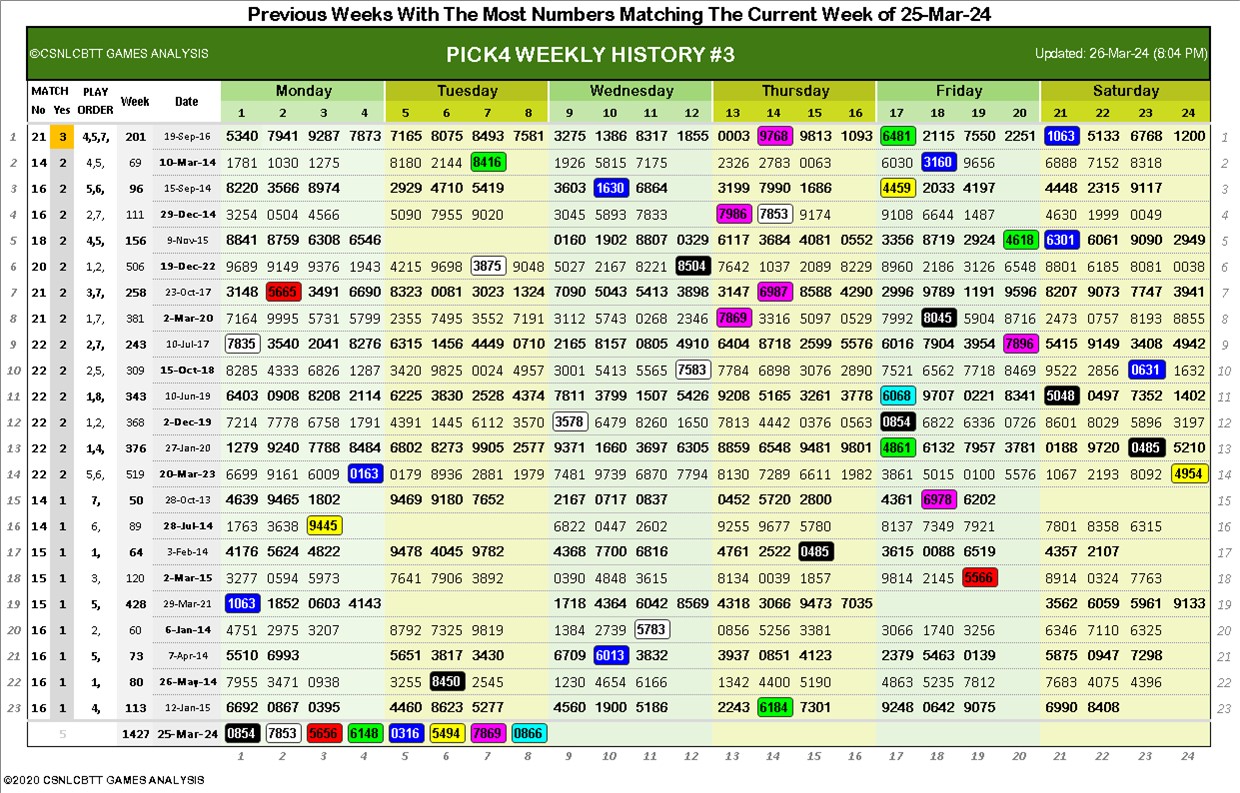 Previous Weeks With The Most Numbers Matching The Current Week of 25-Mar-24
©CSNLCBTT GAMES ANALYSIS PICK4 WEEKLY HISTORY #3 Updated: 26-Mar-24 (8:04 PM)
MATCH PLAY Week Date Monday Tuesday Wednesday Thursday Friday Saturday
No Yes ORDER 1 2 3 4 5 6 7 8 9 10 11 12 13 14 15 16 17 18 19 20 21 22 23 24
1 21 3 4,5,7, 201 19-Sep-16 5340 7941 9287 7873 7165 8075 8493 7581 3275 1386 8317 1855 0003 9768 9813 1093 6481 2115 7550 2251 1063 5133 6768 1200 1
2 14 2 4,5, 69 10-Mar-14 1781 1030 1275 8180 2144 8416 1926 5815 7175 2326 2783 0063 6030 3160 9656 6888 7152 8318 2
3 16 2 5,6, 96 15-Sep-14 8220 3566 8974 2929 4710 5419 3603 1630 6864 3199 7990 1686 4459 2033 4197 4448 2315 9117 3
4 16 2 2,7, 111 29-Dec-14 3254 0504 4566 5090 7955 9020 3045 5893 7833 7986 7853 9174 9108 6644 1487 4630 1999 0049 4
5 18 2 4,5, 156 9-Nov-15 8841 8759 6308 6546 0160 1902 8807 0329 6117 3684 4081 0552 3356 8719 2924 4618 6301 6061 9090 2949 5
6 20 2 1,2, 506 19-Dec-22 9689 9149 9376 1943 4215 9698 3875 9048 5027 2167 8221 8504 7642 1037 2089 8229 8960 2186 3126 6548 8801 6185 8081 0038 6
7 21 2 3,7, 258 23-Oct-17 3148 5665 3491 6690 8323 0081 3023 1324 7090 5043 5413 3898 3147 6987 8588 4290 2996 9789 1191 9596 8207 9073 7747 3941 7
8 21 2 1,7, 381 2-Mar-20 7164 9995 5731 5799 2355 7495 3552 7191 3112 5743 0268 2346 7869 3316 5097 0529 7992 8045 5904 8716 2473 0757 8193 8855 8
9 22 2 2,7, 243 10-Jul-17 7835 3540 2041 8276 6315 1456 4449 0710 2165 8157 0805 4910 6404 8718 2599 5576 6016 7904 3954 7896 5415 9149 3408 4942 9
10 22 2 2,5, 309 15-Oct-18 8285 4333 6826 1287 3420 9825 0024 4957 3001 5413 5565 7583 7784 6898 3076 2890 7521 6562 7718 8469 9522 2856 0631 1632 10
11 22 2 1,8, 343 10-Jun-19 6403 0908 8208 2114 6225 3830 2528 4374 7811 3799 1507 5426 9208 5165 3261 3778 6068 9707 0221 8341 5048 0497 7352 1402 11
12 22 2 1,2, 368 2-Dec-19 7214 7778 6758 1791 4391 1445 6112 3570 3578 6479 8260 1650 7813 4442 0376 0563 0854 6822 6336 0726 8601 8029 5896 3197 12
13 22 2 1,4, 376 27-Jan-20 1279 9240 7788 8484 6802 8273 9905 2577 9371 1660 3697 6305 8859 6548 9481 9801 4861 6132 7957 3781 0188 9720 0485 5210 13
14 22 2 5,6, 519 20-Mar-23 6699 9161 6009 0163 0179 8936 2881 1979 7481 9739 6870 7794 8130 7289 6611 1982 3861 5015 0100 5576 1067 2193 8092 4954 14
15 14 1 7, 50 28-Oct-13 4639 9465 1802 9469 9180 7652 2167 0717 0837 0452 5720 2800 4361 6978 6202 15
16 14 1 6, 89 28-Jul-14 1763 3638 9445 6822 0447 2602 9255 9677 5780 8137 7349 7921 7801 8358 6315 16
17 15 1 1, 64 3-Feb-14 4176 5624 4822 9478 4045 9782 4368 7700 6816 4761 2522 0485 3615 0088 6519 4357 2107 17
18 15 1 3, 120 2-Mar-15 3277 0594 5973 7641 7906 3892 0390 4848 3615 8134 0039 1857 9814 2145 5566 8914 0324 7763 18
19 15 1 5, 428 29-Mar-21 1063 1852 0603 4143 1718 4364 6042 8569 4318 3066 9473 7035 3562 6059 5961 9133 19
20 16 1 2, 60 6-Jan-14 4751 2975 3207 8792 7325 9819 1384 2739 5783 0856 5256 3381 3066 1740 3256 6346 7110 6325 20
21 16 1 5, 73 7-Apr-14 5510 6993 5651 3817 3430 6709 6013 3832 3937 0851 4123 2379 5463 0139 5875 0947 7298 21
22 16 1 1, 80 26-May-14 7955 3471 0938 3255 8450 2545 1230 4654 6166 1342 4400 5190 4863 5235 7812 7683 4075 4396 22
23 16 1 4, 113 12-Jan-15 6692 0867 0395 4460 8623 5277 4560 1900 5186 2243 6184 7301 9248 0642 9075 6990 8408 23
5 1427 25-Mar-24 0854 7853 5656 6148 0316 5494 7869 0866
1 2 3 4 5 6 7 8 9 10 11 12 13 14 15 16 17 18 19 20 21 22 23 24
©2020 CSNLCBTT GAMES ANALYSIS